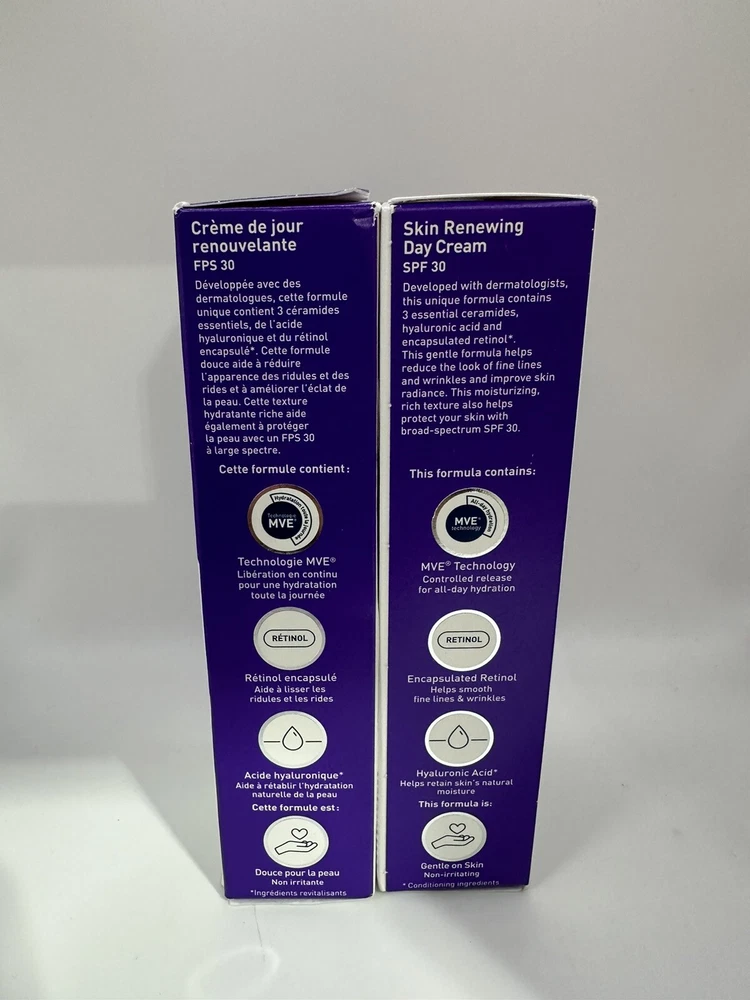 Crème de jour
renouvelante
FPS 30
Développée avec des
dermatologues, cette formule
unique contient 3 céramides
essentiels, de l'acide
hyaluronique et du rétinol
encapsulé*. Cette formule
douce aide à réduire
l'apparence des ridules et des
rides et à améliorer l'éclat de
la peau. Cette texture
hydratante riche aide
également à protéger
la peau avec un FPS 30
à large spectre.
Cette formule contient:
Hydratation toute la journée
Technologie
MVE
Technologie MVE®
Libération en continu
pour une hydratation
toute la journée
RÉTINOL
Rétinol encapsulé
Aide à lisser les
ridules et les rides
Acide hyaluronique*
Aide à rétablir l'hydratation
naturelle de la peau
Cette formule est:
Douce pour la peau
Non irritante
*Ingrédients revitalisants
Skin Renewing
Day Cream
SPF 30
Developed with dermatologists,
this unique formula contains
3 essential ceramides,
hyaluronic acid and
encapsulated retinol*.
This gentle formula helps
reduce the look of fine lines
and wrinkles and improve skin
radiance. This moisturizing,
rich texture also helps
protect your skin with
broad-spectrum SPF 30.
This formula contains:
All-day hydration
MVE
technology
MVE® Technology
Controlled release
for all-day hydration
RETINOL
Encapsulated Retinol
Helps smooth
fine lines & wrinkles
Hyaluronic Acid*
Helps retain skin's natural
moisture
This formula is:
Gentle on Skin
Non-irritating
* Conditioning ingredients